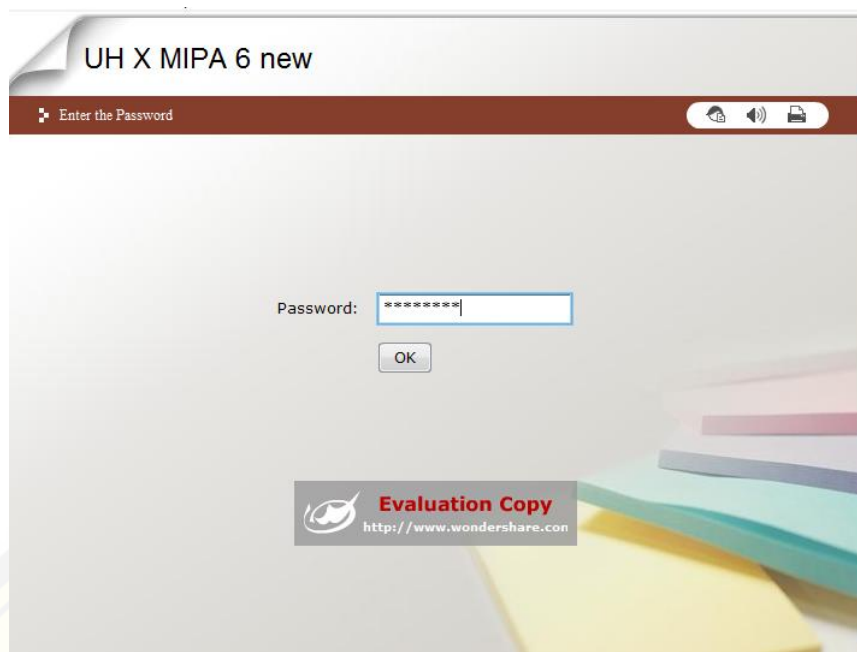 UH X MIPA 6 new
Enter the Password
Password: ********
OK
Evaluation Copy
http://www.wondershare.con